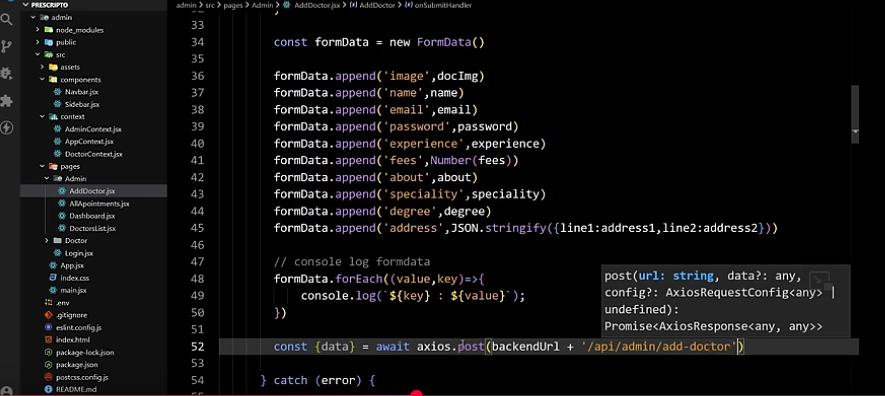 PRESCRIPTO
admin
node_modules
public
src
assets
components
Navbar.jsx
Sidebar.jsx
context
AdminContext.jsx
AppContext.jsx
DoctorContext.jsx
pages
Admin
AddDoctor.jsx
AllApointments.jsx
Dashboard.jsx
DoctorsList.jsx
Doctor
Login.jsx
App.jsx
index.css
main.jsx
.env
.gitignore
eslint.config.js
index.html
package-lock.json
package.json
postcss.config.js
README.md
admin > src > pages > Admin > AddDoctor.jsx > AddDoctor > onSubmitHandler
33
34 const formData = new FormData()
35
36 formData.append('image',docImg)
37 formData.append('name',name)
38 formData.append('email',email)
39 formData.append('password',password)
40 formData.append('experience',experience)
41 formData.append('fees',Number(fees))
42 formData.append('about',about)
43 formData.append('speciality',speciality)
44 formData.append('degree',degree)
45 formData.append('address',JSON.stringify({line1:address1,line2:address2}))
46
47 // console log formdata
48 formData.forEach((value,key)=>{
49 console.log(`${key} : ${value}`);
50 })
51
52 const {data} = await axios.post(backendUrl + '/api/admin/add-doctor')
53
54 } catch (error) {
post(url: string, data?: any,
config?: AxiosRequestConfig<any> |
undefined):
Promise<AxiosResponse<any, any>>